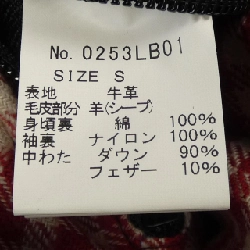 No. 0253LB01
SIZE S
表地 牛革
毛皮部分 羊(シープ)
身頃裏 綿 100%
袖裏 ナイロン 100%
中わた ダウン 90%
フェザー 10%